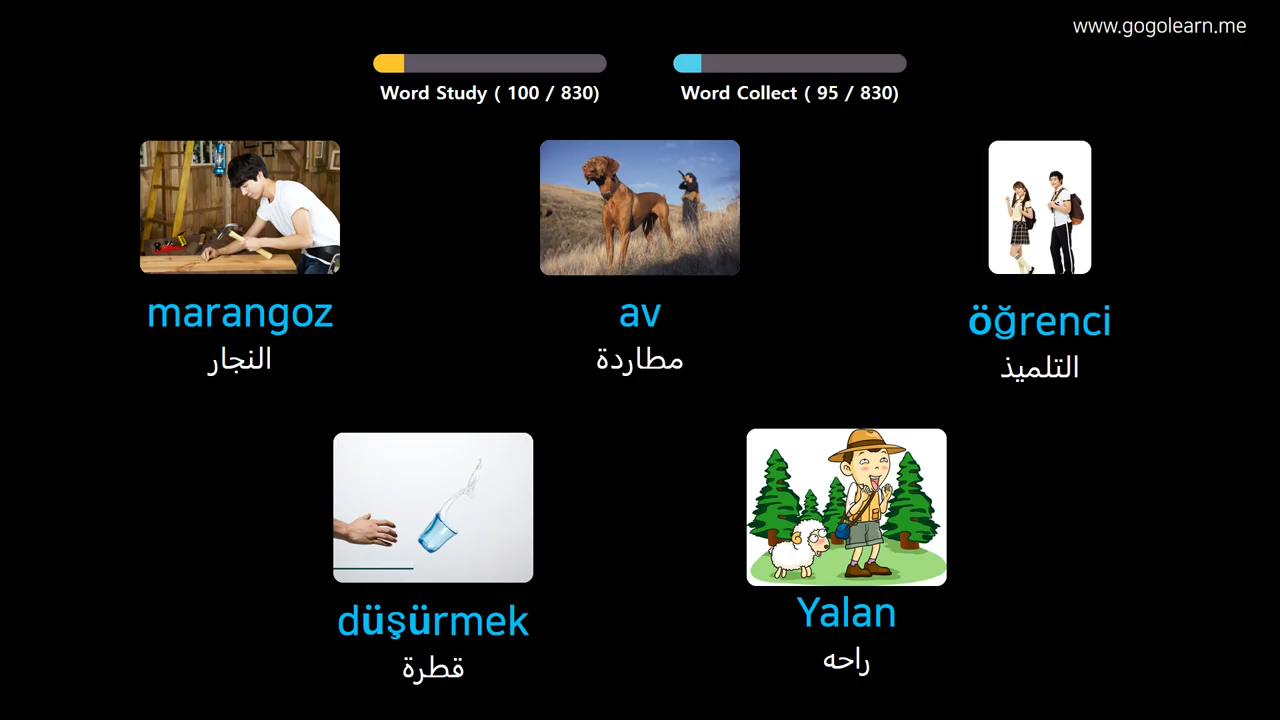 www.gogolearn.me
Word Study ( 100 / 830)
Word Collect ( 95 / 830)
marangoz
النجار
av
مطاردة
öğrenci
التلميذ
düşürmek
قطرة
Yalan
راحه